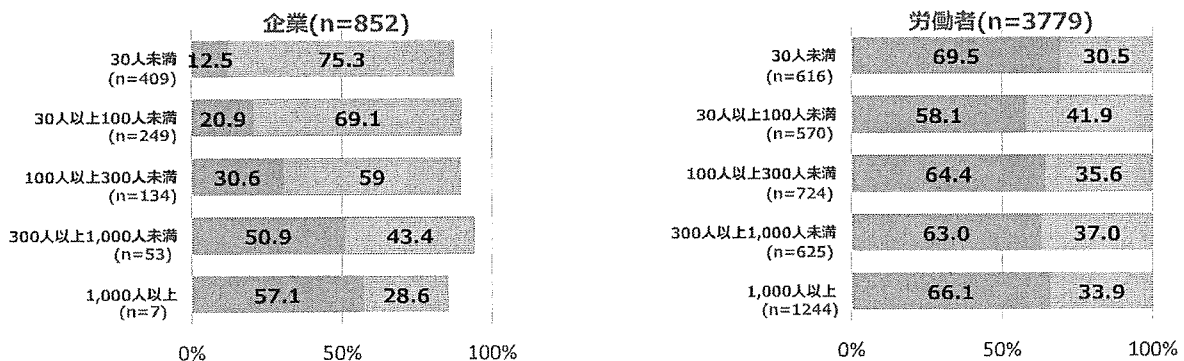 企業(n=852)
30人未満
(n=409)
12.5
75.3
30人以上100人未満
(n=249)
20.9
69.1
100人以上300人未満
(n=134)
30.6
59
300人以上1,000人未満
(n=53)
50.9
43.4
1,000人以上
(n=7)
57.1
28.6
0%
50%
100%
労働者(n=3779)
30人未満
(n=616)
69.5
30.5
30人以上100人未満
(n=570)
58.1
41.9
100人以上300人未満
(n=724)
64.4
35.6
300人以上1,000人未満
(n=625)
63.0
37.0
1,000人以上
(n=1244)
66.1
33.9
0%
50%
100%